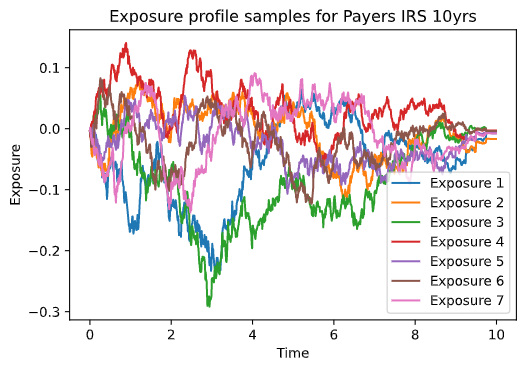 Exposure profile samples for Payers IRS 10yrs
Exposure
0.1
0.0
−0.1
−0.2
−0.3
Exposure 1
Exposure 2
Exposure 3
Exposure 4
Exposure 5
Exposure 6
Exposure 7
0 2 4 6 8 10
Time